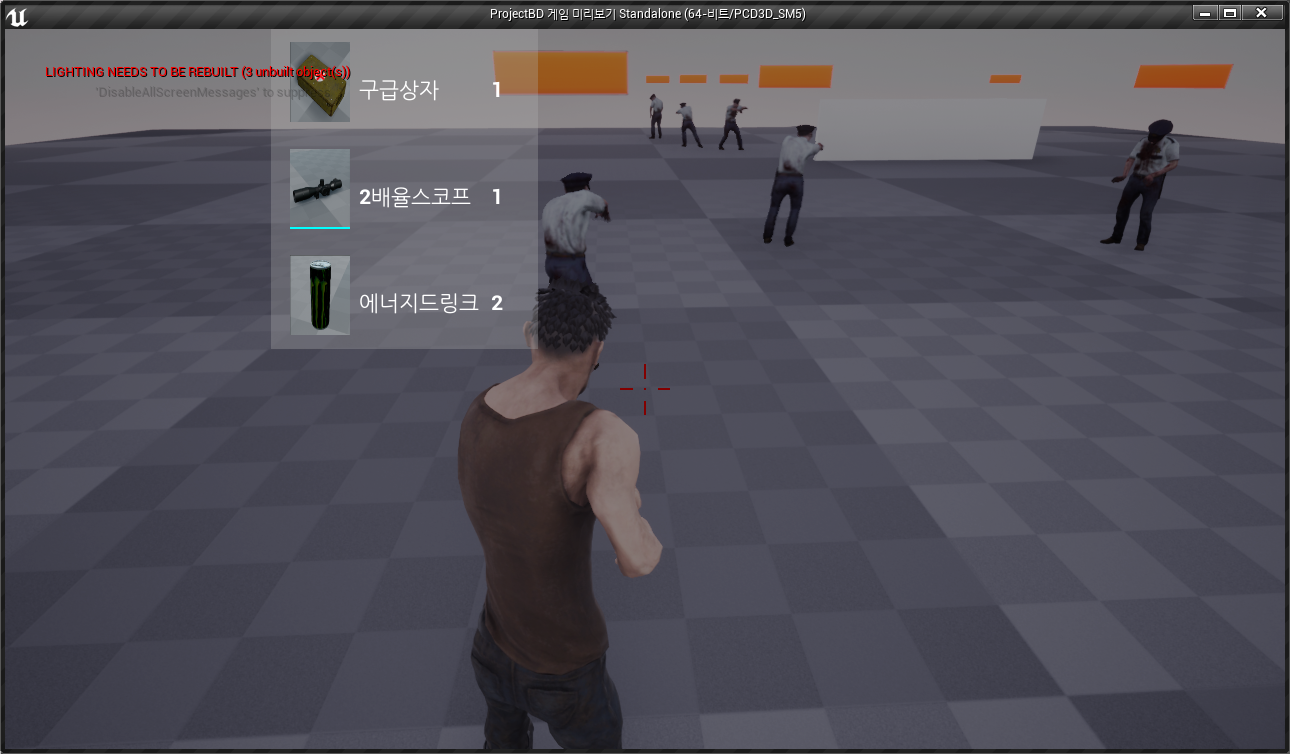 ProjectBD 게임 미리보기 Standalone (64-비트/PCD3D_SM5)
LIGHTING NEEDS TO BE REBUILT (3 unbuilt object(s))
'DisableAllScreenMessages' to suppress
구급상자 1
2배율스코프 1
에너지드링크 2